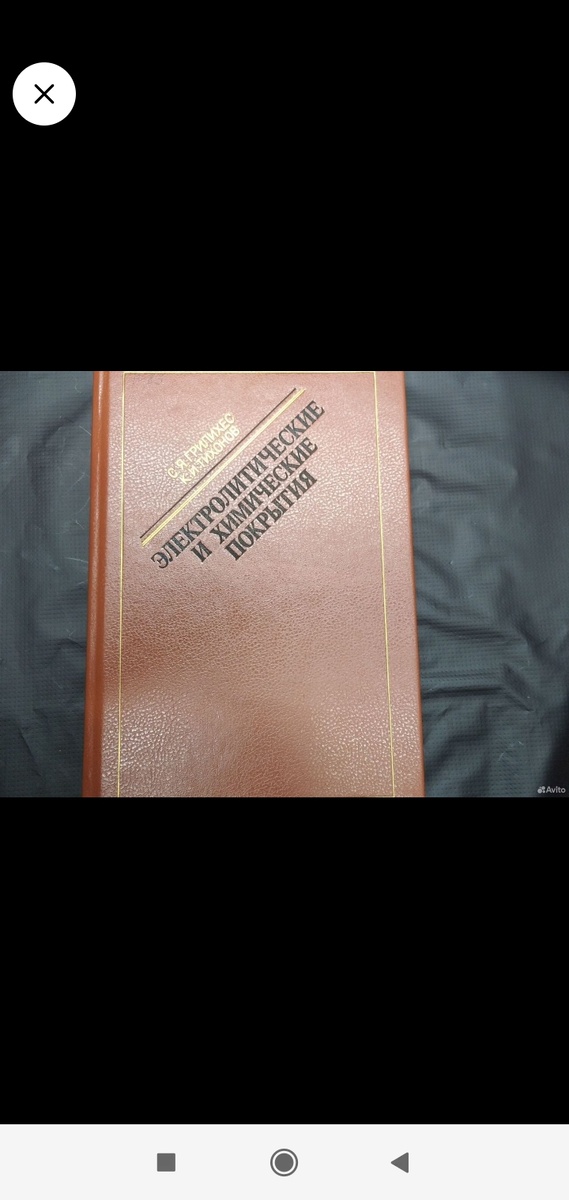 С. Я. ГРИЛИХЕС
К. И. ТИХОНОВ
ЭЛЕКТРОЛИТИЧЕСКИЕ
И ХИМИЧЕСКИЕ
ПОКРЫТИЯ
Avito